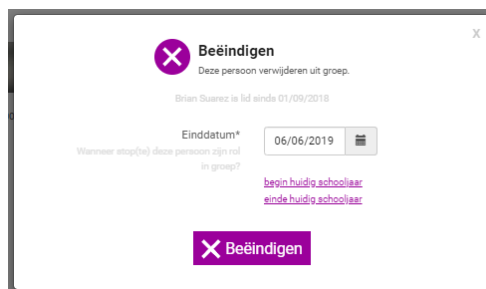 x
Beëindigen
Deze persoon verwijderen uit groep.
Brian Suarez is lid sinds 01/09/2018
Einddatum*
06/06/2019
Wanneer stop(te) deze persoon zijn rol
in groep?
begin huidig schooljaar
einde huidig schooljaar
Beëindigen